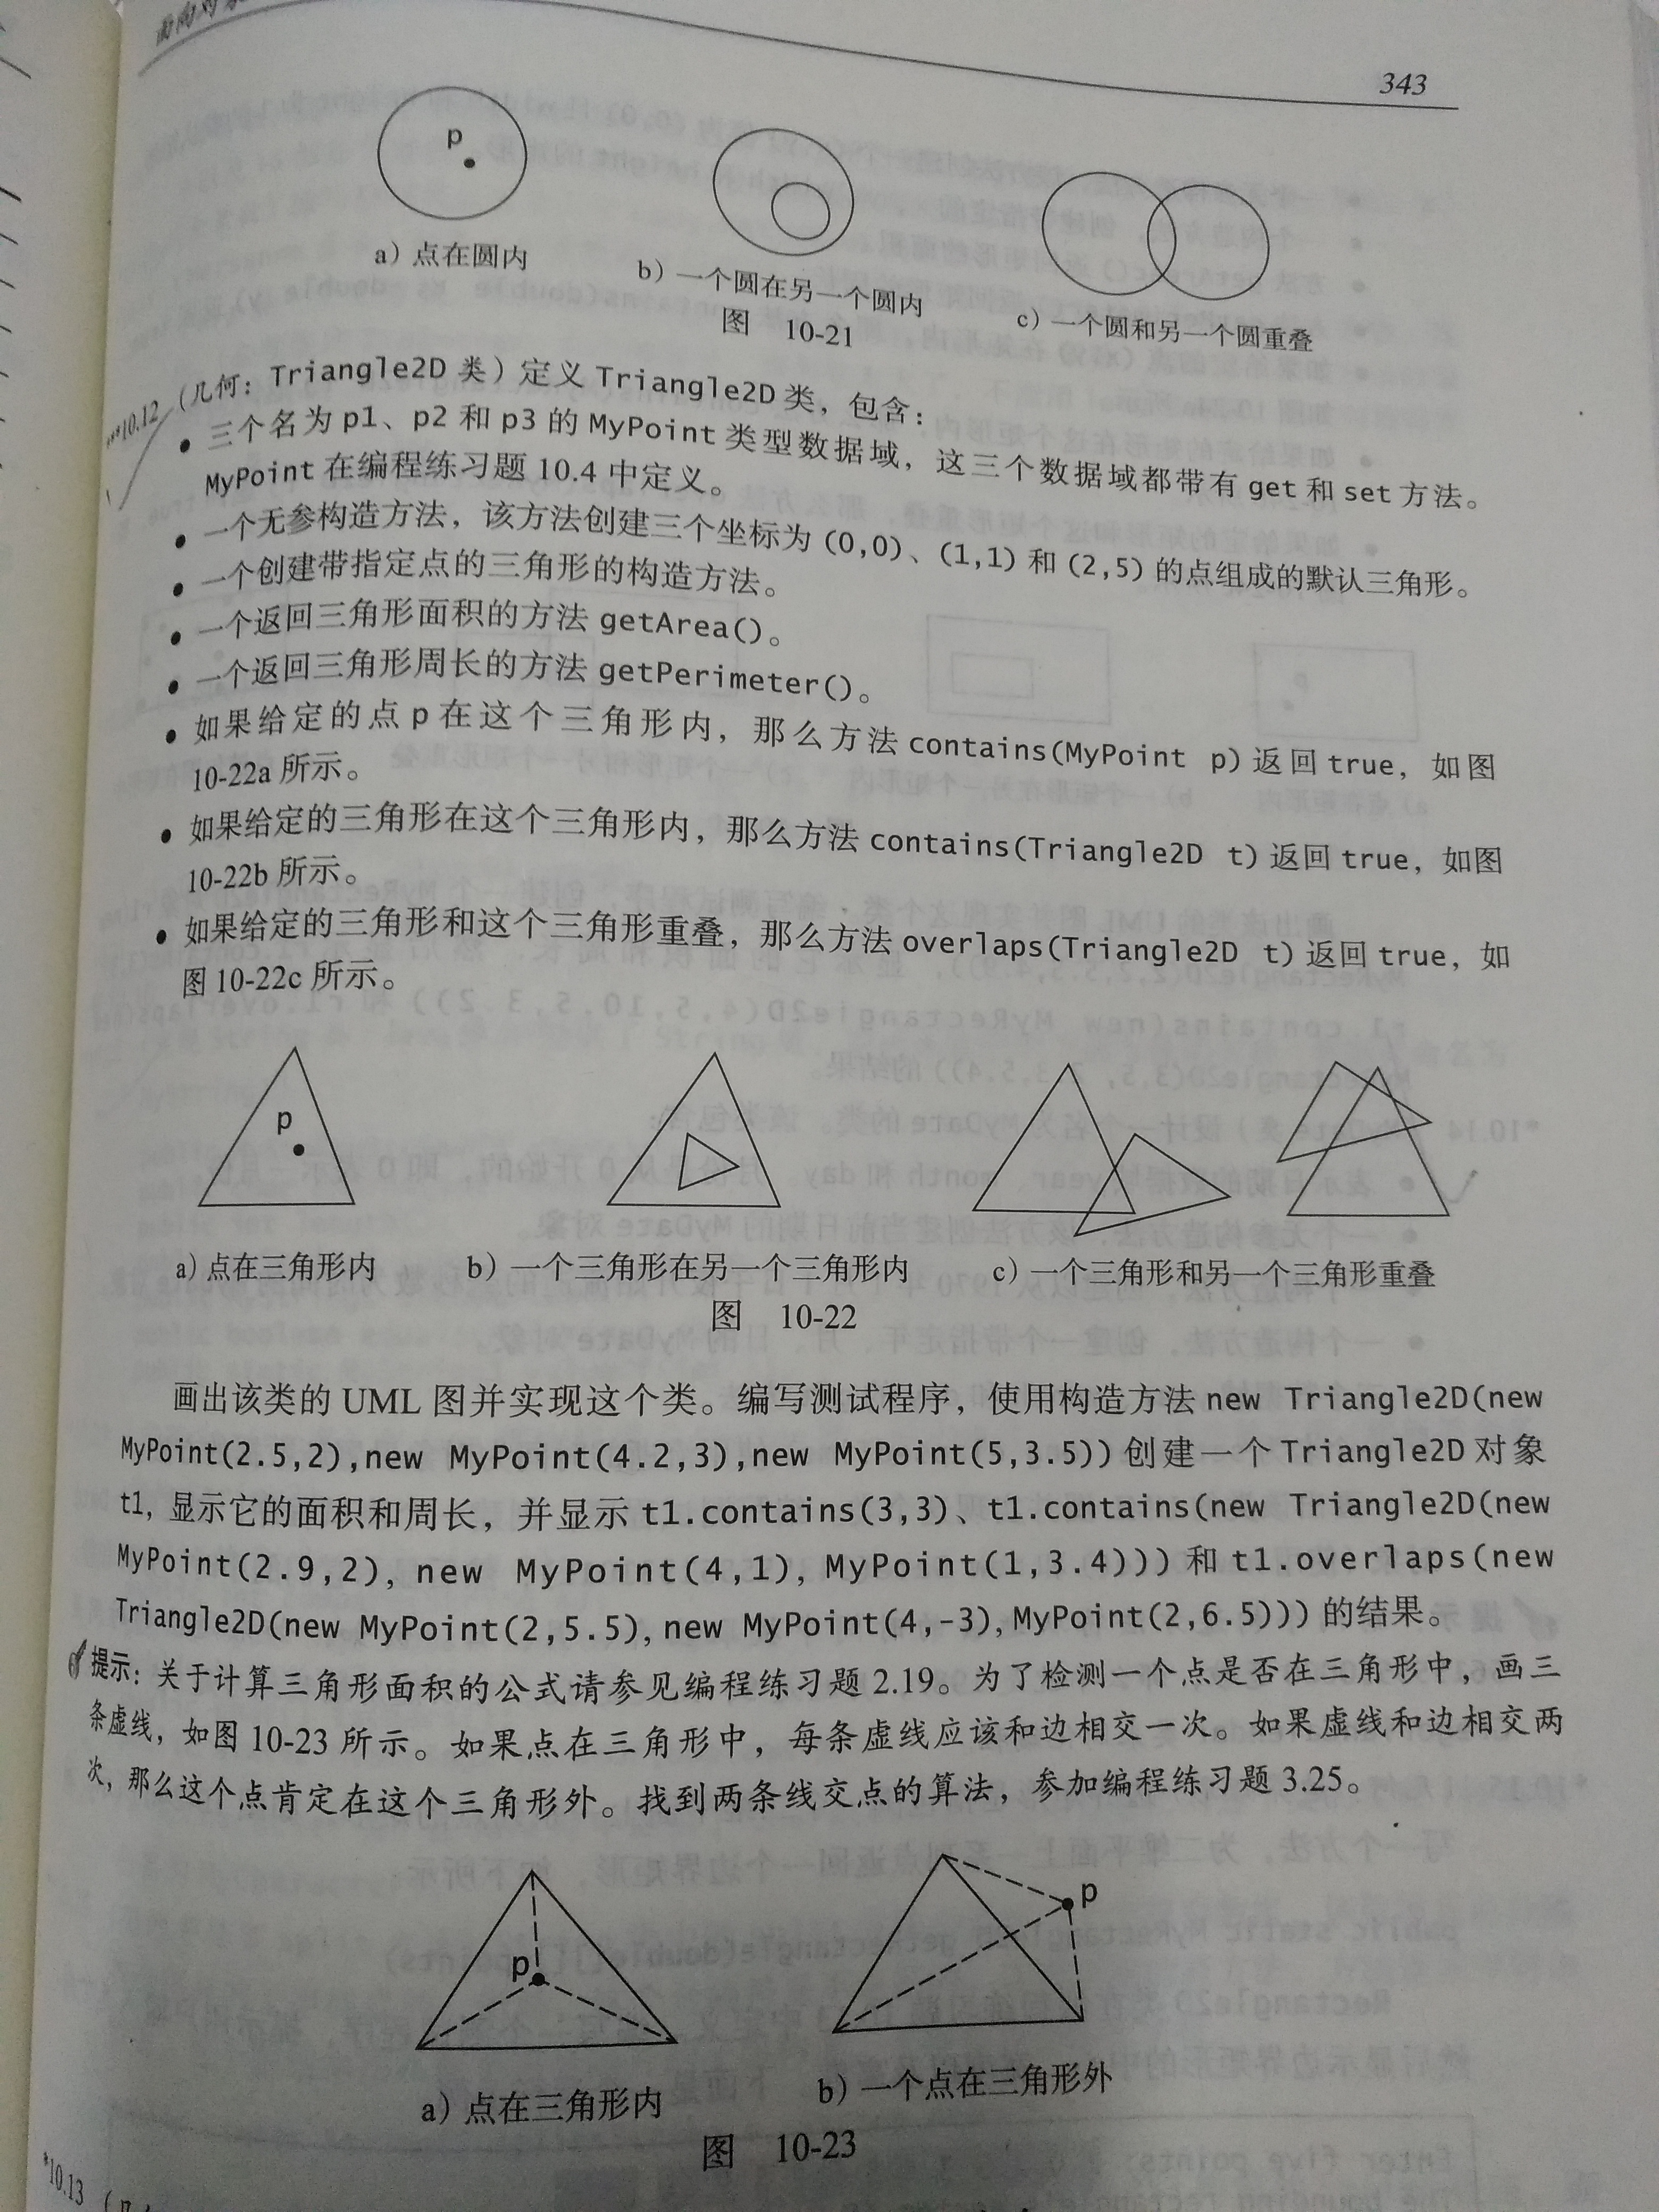 343
p
a）点在圆内
b）一个圆在另一个圆内
c）一个圆和另一个圆重叠
图 10-21
***10.12 （几何：Triangle2D 类）定义 Triangle2D 类，包含：
● 三个名为 p1、p2 和 p3 的 MyPoint 类型数据域，这三个数据域都带有 get 和 set 方法。
MyPoint 在编程练习题 10.4 中定义。
● 一个无参构造方法，该方法创建三个坐标为 (0,0)、(1,1) 和 (2,5) 的点组成的默认三角形。
● 一个创建带指定点的三角形的构造方法。
● 一个返回三角形面积的方法 getArea()。
● 一个返回三角形周长的方法 getPerimeter()。
● 如果给定的点 p 在这个三角形内，那么方法 contains(MyPoint p) 返回 true，如图
10-22a 所示。
● 如果给定的三角形在这个三角形内，那么方法 contains(Triangle2D t) 返回 true，如图
10-22b 所示。
● 如果给定的三角形和这个三角形重叠，那么方法 overlaps(Triangle2D t) 返回 true，如
图 10-22c 所示。
p
a）点在三角形内
b）一个三角形在另一个三角形内
c）一个三角形和另一个三角形重叠
图 10-22
画出该类的 UML 图并实现这个类。编写测试程序，使用构造方法 new Triangle2D(new
MyPoint(2.5,2),new MyPoint(4.2,3),new MyPoint(5,3.5)) 创建一个 Triangle2D 对象
t1, 显示它的面积和周长，并显示 t1.contains(3,3)、t1.contains(new Triangle2D(new
MyPoint(2.9,2), new MyPoint(4,1), MyPoint(1,3.4))) 和 t1.overlaps(new
Triangle2D(new MyPoint(2,5.5), new MyPoint(4,-3), MyPoint(2,6.5))) 的结果。
提示：关于计算三角形面积的公式请参见编程练习题 2.19。为了检测一个点是否在三角形中，画三
条虚线，如图 10-23 所示。如果点在三角形中，每条虚线应该和边相交一次。如果虚线和边相交两
次，那么这个点肯定在这个三角形外。找到两条线交点的算法，参加编程练习题 3.25。
p
p
a）点在三角形内
b）一个点在三角形外
图 10-23
*10.13